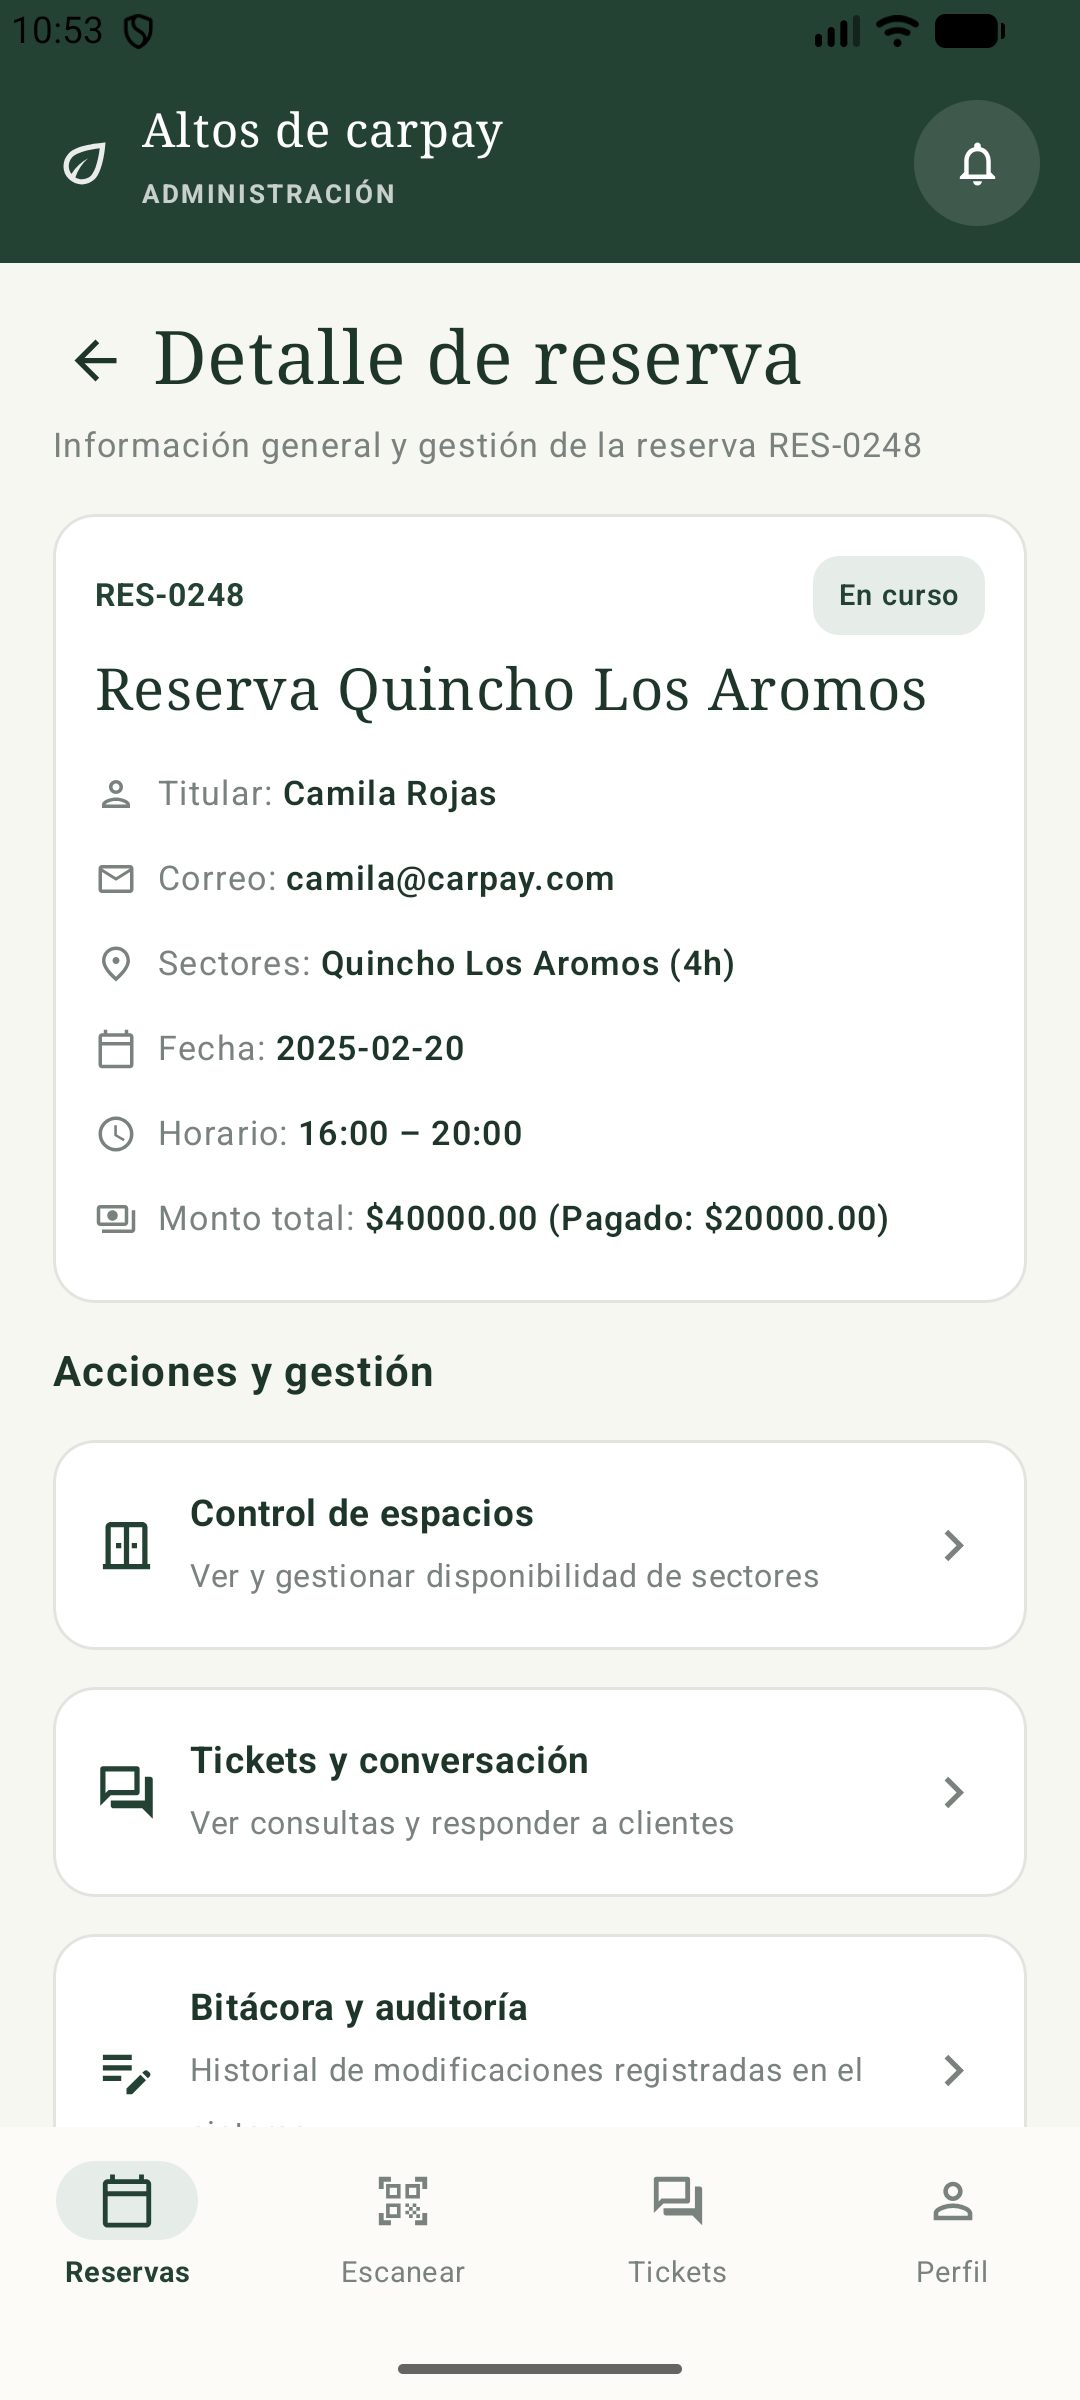 10:53
Altos de carpay
ADMINISTRACIÓN
Detalle de reserva
Información general y gestión de la reserva RES-0248
RES-0248
En curso
Reserva Quincho Los Aromos
Titular: Camila Rojas
Correo: camila@carpay.com
Sectores: Quincho Los Aromos (4h)
Fecha: 2025-02-20
Horario: 16:00 – 20:00
Monto total: $40000.00 (Pagado: $20000.00)
Acciones y gestión
Control de espacios
Ver y gestionar disponibilidad de sectores
Tickets y conversación
Ver consultas y responder a clientes
Bitácora y auditoría
Historial de modificaciones registradas en el
Reservas
Escanear
Tickets
Perfil